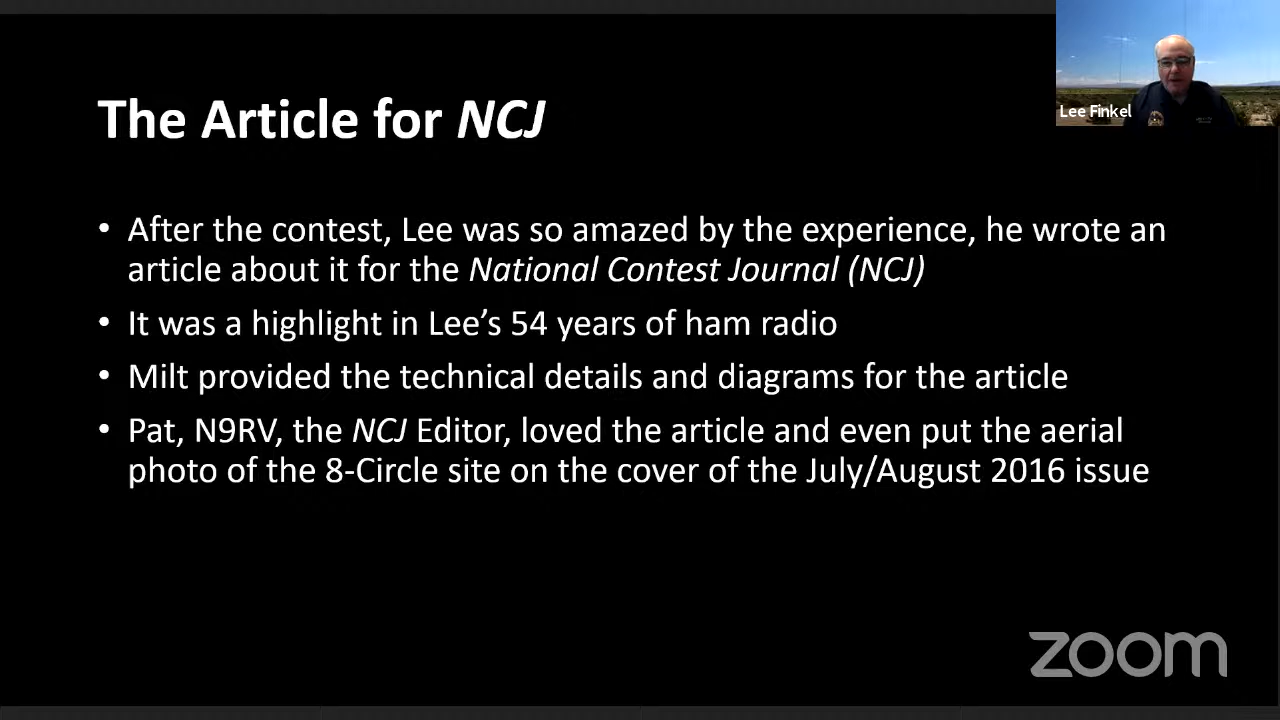 The Article for NCJ
Lee Finkel
• After the contest, Lee was so amazed by the experience, he wrote an
article about it for the National Contest Journal (NCJ)
• It was a highlight in Lee’s 54 years of ham radio
• Milt provided the technical details and diagrams for the article
• Pat, N9RV, the NCJ Editor, loved the article and even put the aerial
photo of the 8-Circle site on the cover of the July/August 2016 issue
zoom